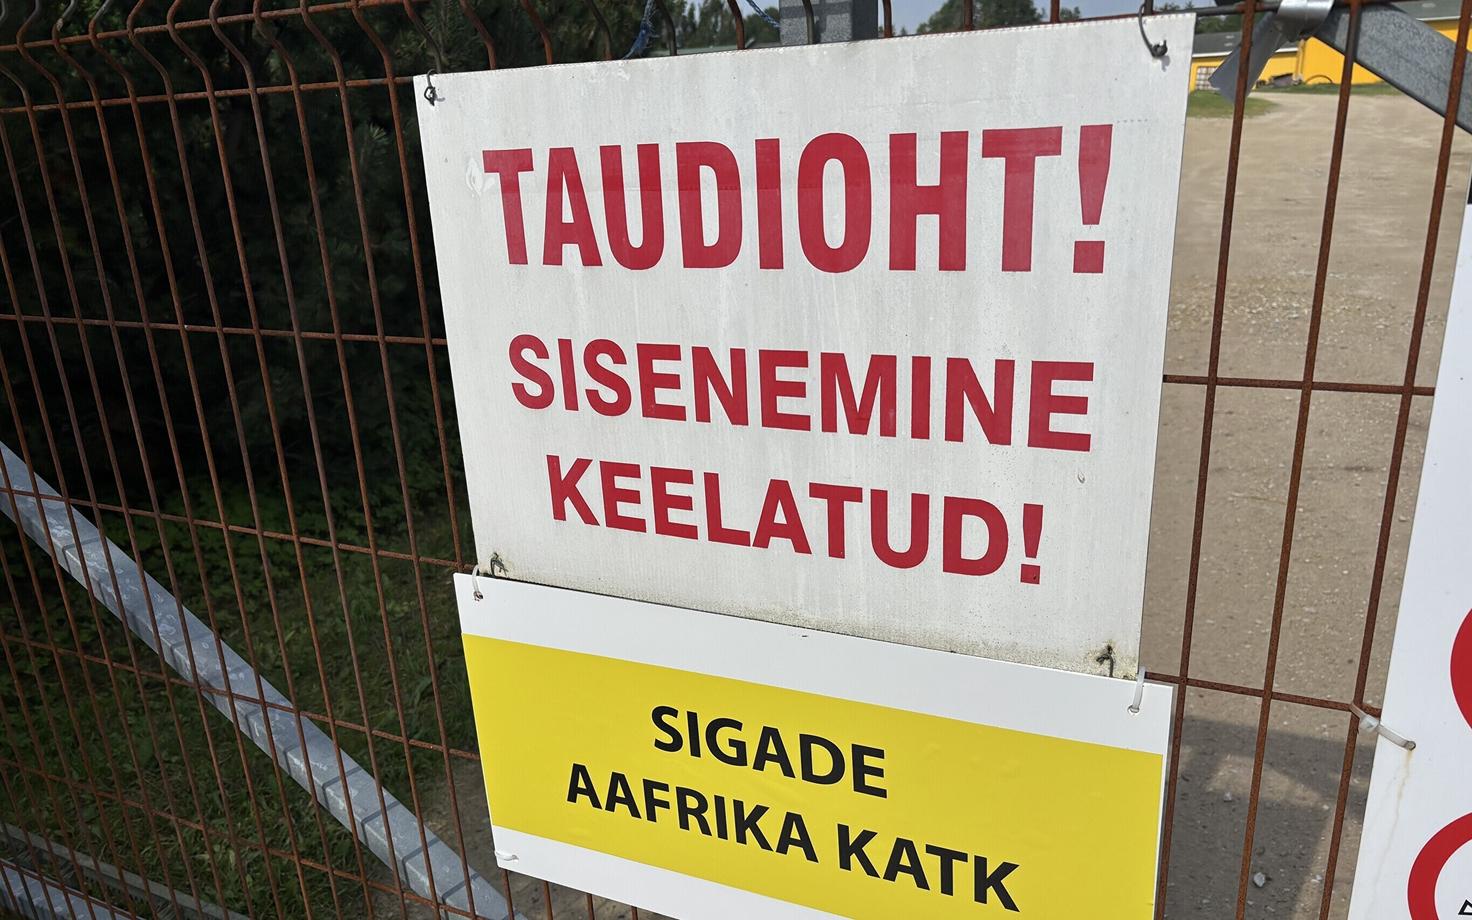 TAUDIOHT!
SISENEMINE
KEELATUD!
SIGADE
AAFRIKA KATK